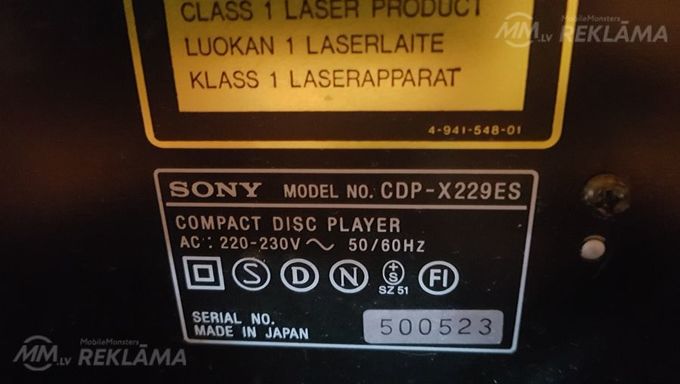 CLASS 1 LASER PRODUCT
LUOKAN 1 LASERLAITE
KLASS 1 LASERAPPARAT
4-941-548-01
MobileMonsters
MM.LV REKLĀMA
SONY MODEL NO. CDP-X229ES
COMPACT DISC PLAYER
AC : 220-230V ~ 50/60Hz
S D N +S FI
SZ 51
SERIAL NO. 500523
MADE IN JAPAN
MobileMonsters
MM.LV REKLĀMA